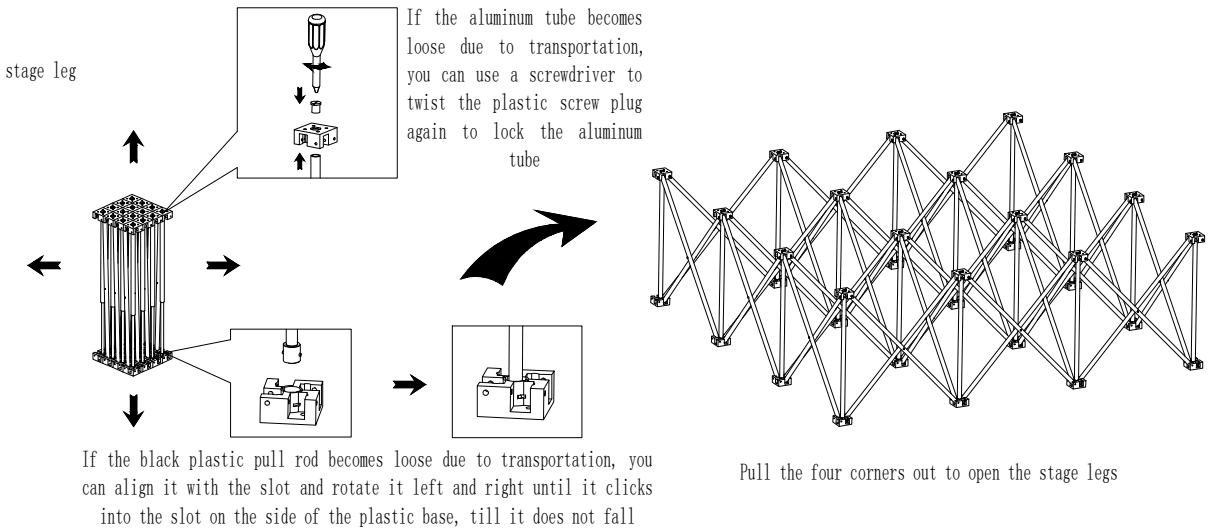 stage leg
If the aluminum tube becomes
loose due to transportation,
you can use a screwdriver to
twist the plastic screw plug
again to lock the aluminum
tube
If the black plastic pull rod becomes loose due to transportation, you
can align it with the slot and rotate it left and right until it clicks
into the slot on the side of the plastic base, till it does not fall
Pull the four corners out to open the stage legs